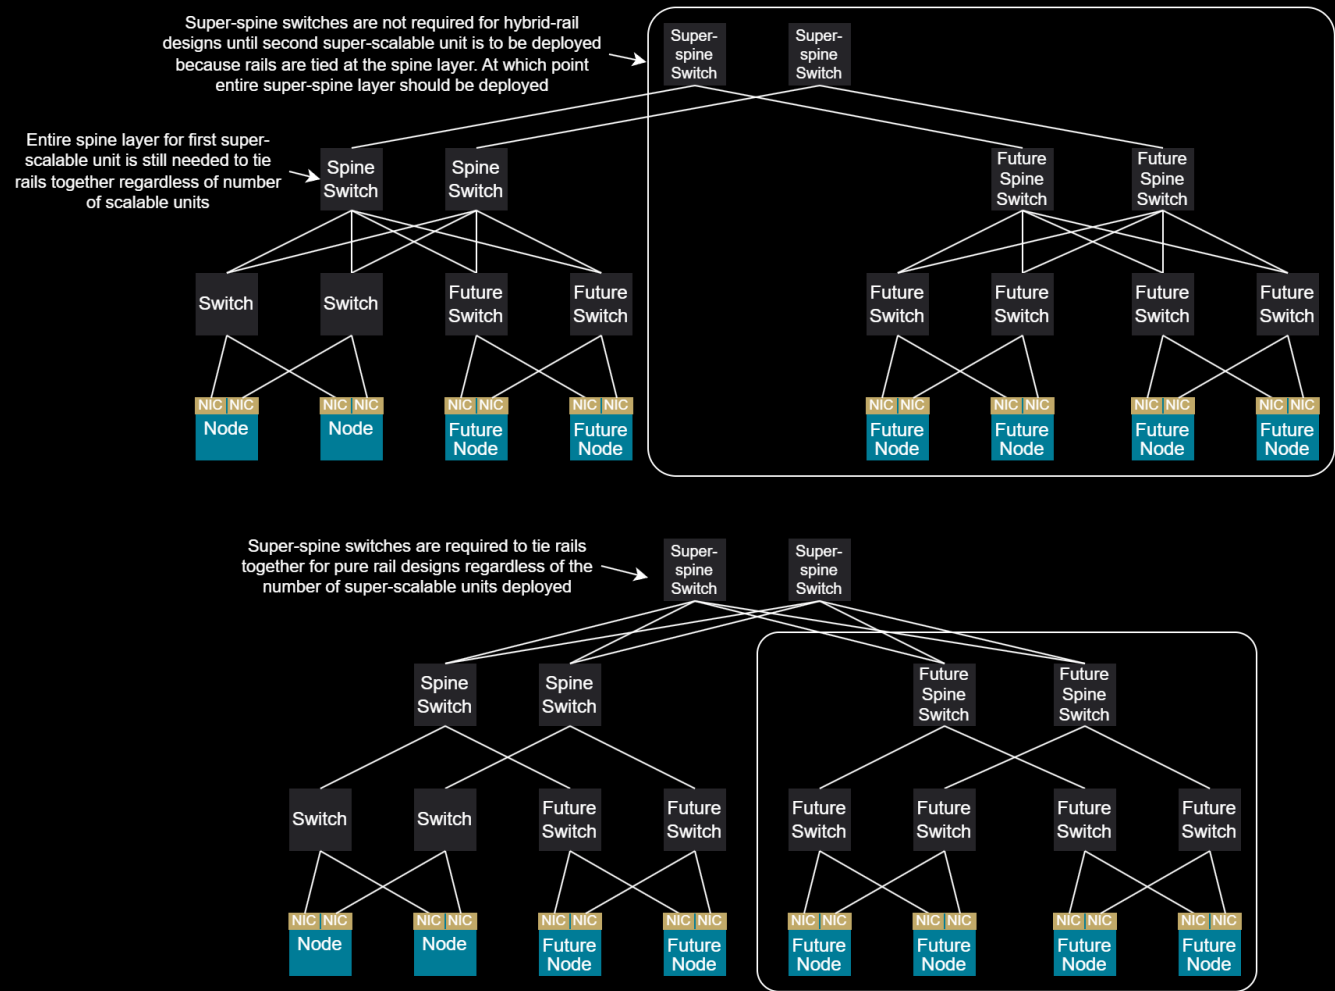 Super-spine switches are not required for hybrid-rail
designs until second super-scalable unit is to be deployed
because rails are tied at the spine layer. At which point
entire super-spine layer should be deployed
Super-
spine
Switch
Super-
spine
Switch
Entire spine layer for first super-
scalable unit is still needed to tie
rails together regardless of number
of scalable units
Spine
Switch
Spine
Switch
Future
Spine
Switch
Future
Spine
Switch
Switch
Switch
Future
Switch
Future
Switch
Future
Switch
Future
Switch
Future
Switch
Future
Switch
NIC NIC
Node
NIC NIC
Node
NIC NIC
Future
Node
NIC NIC
Future
Node
NIC NIC
Future
Node
NIC NIC
Future
Node
NIC NIC
Future
Node
NIC NIC
Future
Node
Super-spine switches are required to tie rails
together for pure rail designs regardless of the
number of super-scalable units deployed
Super-
spine
Switch
Super-
spine
Switch
Spine
Switch
Spine
Switch
Future
Spine
Switch
Future
Spine
Switch
Switch
Switch
Future
Switch
Future
Switch
Future
Switch
Future
Switch
Future
Switch
Future
Switch
NIC NIC
Node
NIC NIC
Node
NIC NIC
Future
Node
NIC NIC
Future
Node
NIC NIC
Future
Node
NIC NIC
Future
Node
NIC NIC
Future
Node
NIC NIC
Future
Node